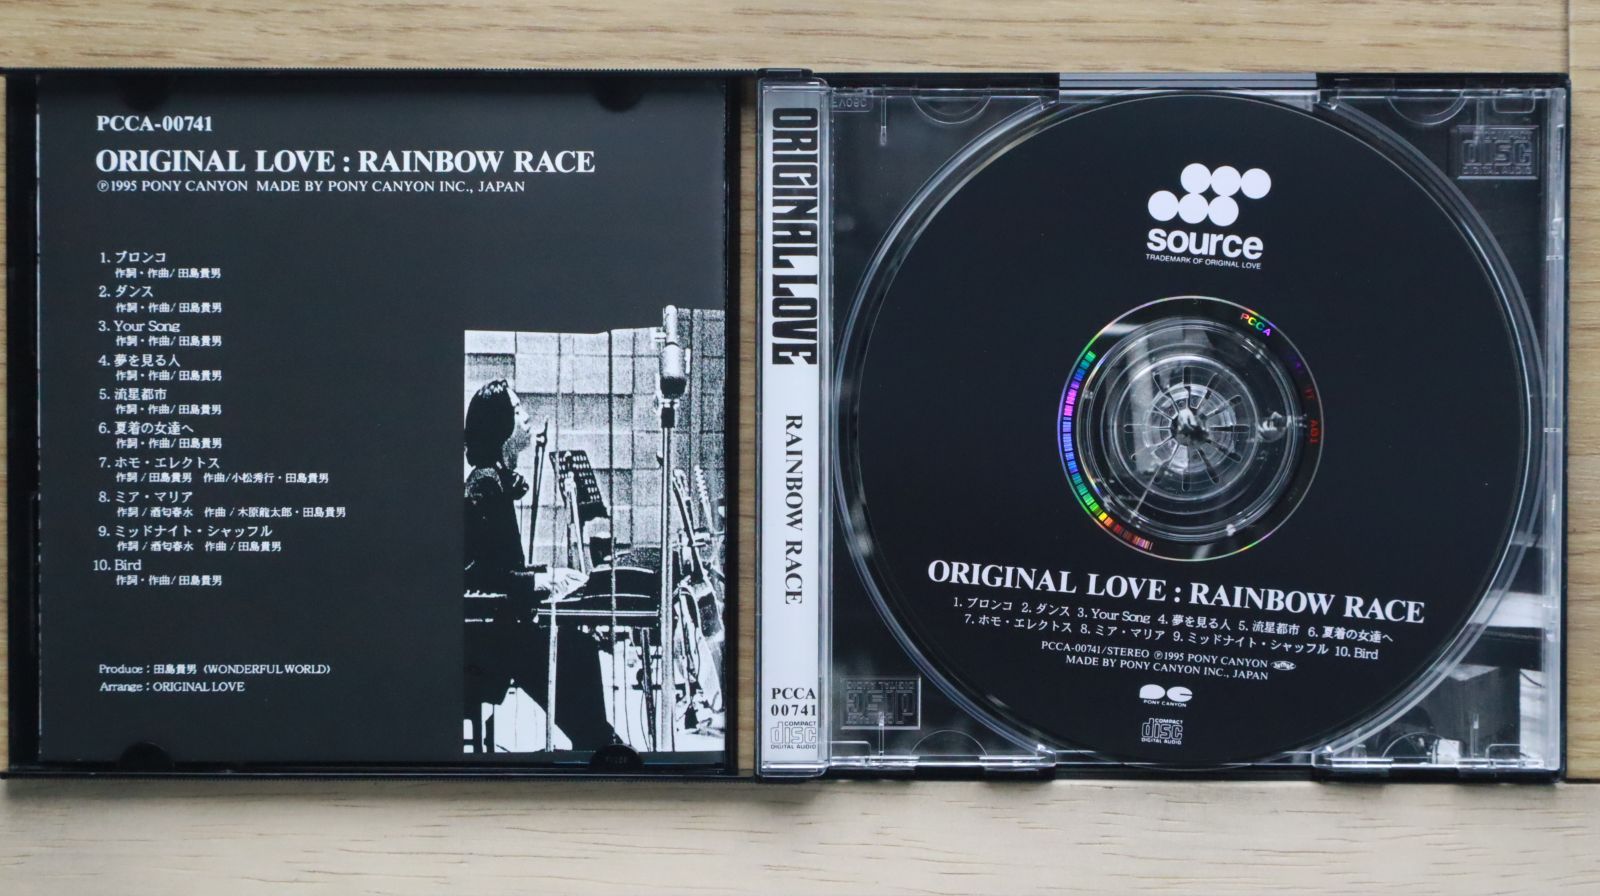 PCCA-00741
ORIGINAL LOVE : RAINBOW RACE
Ⓟ1995 PONY CANYON MADE BY PONY CANYON INC., JAPAN
1. ブロンコ
作詞・作曲/田島貴男
2. ダンス
作詞・作曲/田島貴男
3. Your Song
作詞・作曲/田島貴男
4. 夢を見る人
作詞・作曲/田島貴男
5. 流星都市
作詞・作曲/田島貴男
6. 夏着の女達へ
作詞・作曲/田島貴男
7. ホモ・エレクトス
作詞/田島貴男 作曲/小松秀行・田島貴男
8. ミア・マリア
作詞/酒匂春水 作曲/木原龍太郎・田島貴男
9. ミッドナイト・シャッフル
作詞/酒匂春水 作曲/田島貴男
10. Bird
作詞・作曲/田島貴男
Produce : 田島貴男 (WONDERFUL WORLD)
Arrange : ORIGINAL LOVE
ORIGINAL LOVE
RAINBOW RACE
PCCA
00741
COMPACT
disc
DIGITAL AUDIO
source
TRADEMARK OF ORIGINAL LOVE
PCCA
ORIGINAL LOVE : RAINBOW RACE
1. ブロンコ 2. ダンス 3. Your Song 4. 夢を見る人 5. 流星都市 6. 夏着の女達へ
7. ホモ・エレクトス 8. ミア・マリア 9. ミッドナイト・シャッフル 10. Bird
PCCA-00741/STEREO Ⓟ1995 PONY CANYON
MADE BY PONY CANYON INC., JAPAN
PONY CANYON
COMPACT
disc
DIGITAL AUDIO
COMPACT
disc
DIGITAL AUDIO